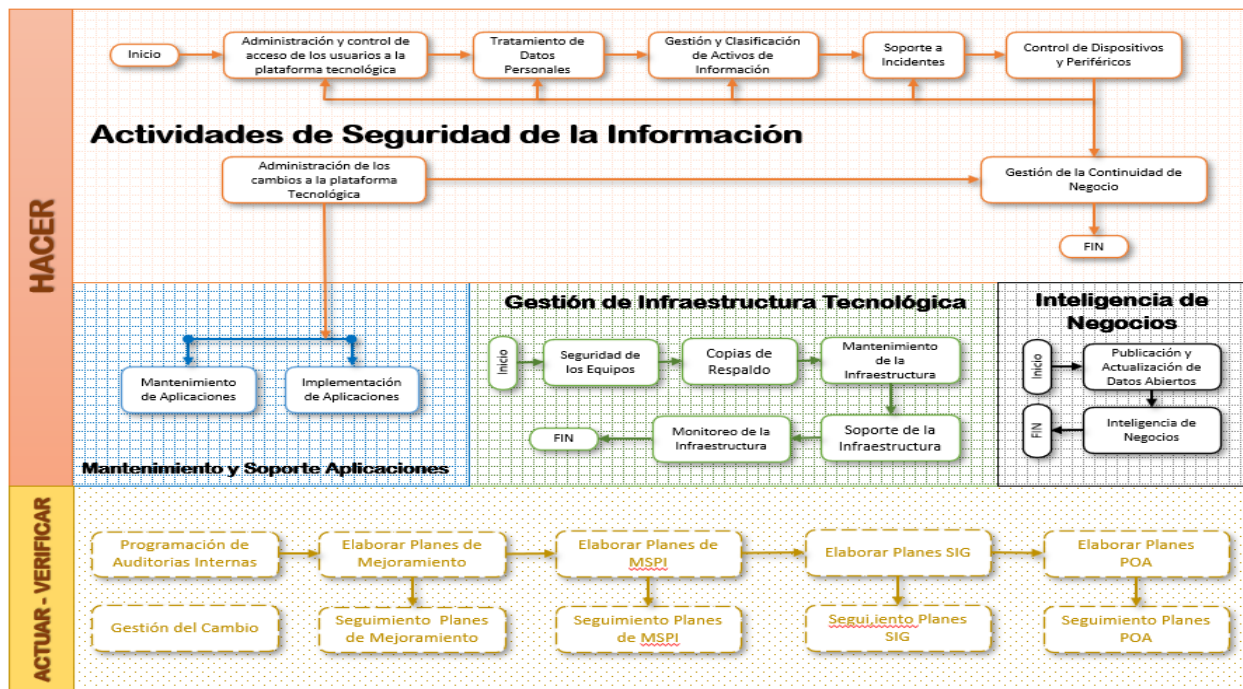 HACER
Inicio
Administración y control de
acceso de los usuarios a la
plataforma tecnológica
Tratamiento de
Datos
Personales
Gestión y Clasificación
de Activos de
Información
Soporte a
Incidentes
Control de Dispositivos
y Periféricos
Actividades de Seguridad de la Información
Administración de los
cambios a la plataforma
Tecnológica
Gestión de la Continuidad de
Negocio
FIN
Mantenimiento
de Aplicaciones
Implementación
de Aplicaciones
Mantenimiento y Soporte Aplicaciones
Gestión de Infraestructura Tecnológica
Inicio
Seguridad de
los Equipos
Copias de
Respaldo
Mantenimiento
de la
Infraestructura
Soporte de la
Infraestructura
Monitoreo de la
Infraestructura
FIN
Inteligencia de
Negocios
Inicio
Publicación y
Actualización de
Datos Abiertos
Inteligencia de
Negocios
FIN
ACTUAR - VERIFICAR
Programación de
Auditorias Internas
Elaborar Planes de
Mejoramiento
Elaborar Planes de
MSPI
Elaborar Planes SIG
Elaborar Planes
POA
Gestión del Cambio
Seguimiento Planes
de Mejoramiento
Seguimiento Planes
de MSPI
Segui,iento Planes
SIG
Seguimiento Planes
POA